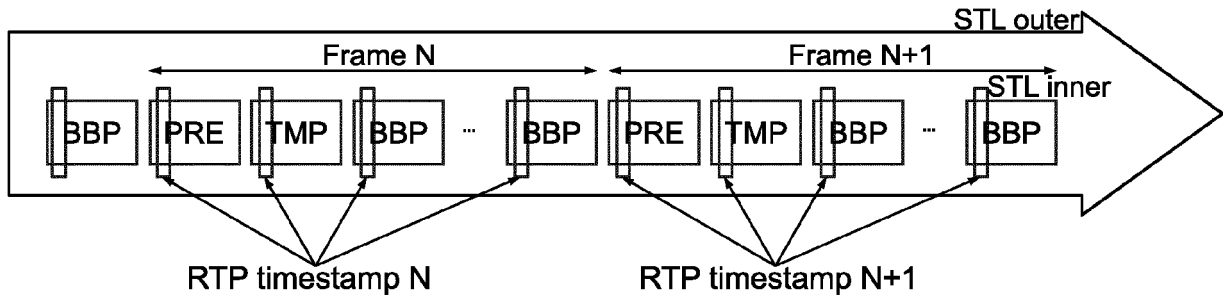 STL outer
Frame N
Frame N+1
STL inner
BBP PRE TMP BBP ... BBP PRE TMP BBP ... BBP
RTP timestamp N
RTP timestamp N+1